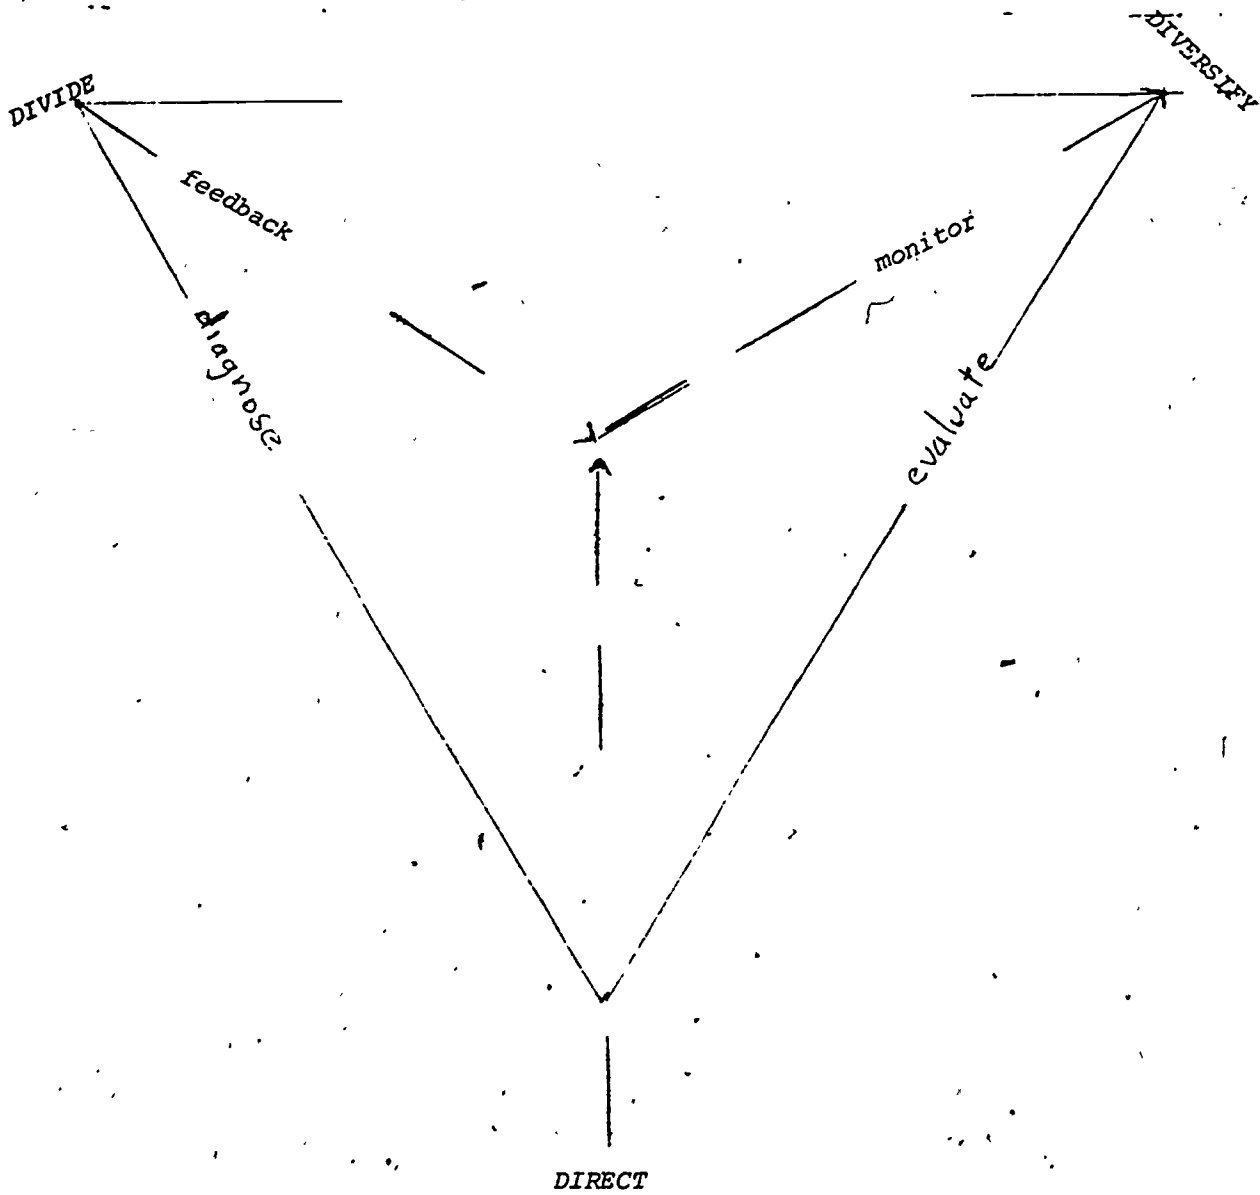 DIVERSIFY
DIVIDE
feedback
monitor
diagnose
evaluate
DIRECT